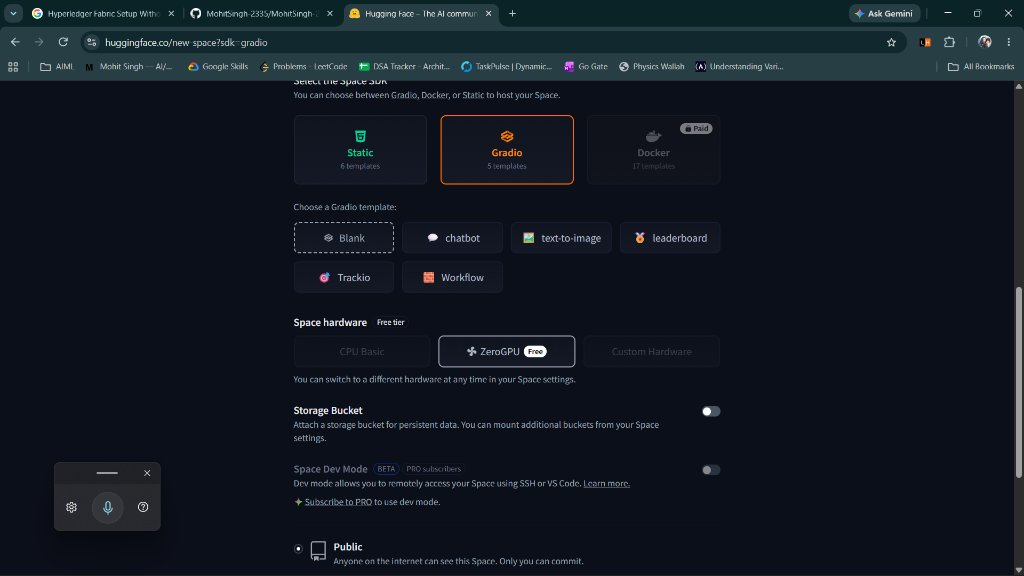 Hyperledger Fabric Setup Witho
MohitSingh-2335/MohitSingh-2
Hugging Face – The AI commun
Ask Gemini
huggingface.co/new-space?sdk=gradio
AIML
Mohit Singh — AI/...
Google Skills
Problems - LeetCode
DSA Tracker - Archit...
TaskPulse | Dynamic...
Go Gate
Physics Wallah
Understanding Vari...
All Bookmarks
Select the Space SDK
You can choose between Gradio, Docker, or Static to host your Space.
Static
6 templates
Gradio
5 templates
Paid
Docker
17 templates
Choose a Gradio template:
Blank
chatbot
text-to-image
leaderboard
Trackio
Workflow
Space hardware Free tier
CPU Basic
ZeroGPU Free
Custom Hardware
You can switch to a different hardware at any time in your Space settings.
Storage Bucket
Attach a storage bucket for persistent data. You can mount additional buckets from your Space
settings.
Space Dev Mode BETA PRO subscribers
Dev mode allows you to remotely access your Space using SSH or VS Code. Learn more.
Subscribe to PRO to use dev mode.
Public
Anyone on the internet can see this Space. Only you can commit.